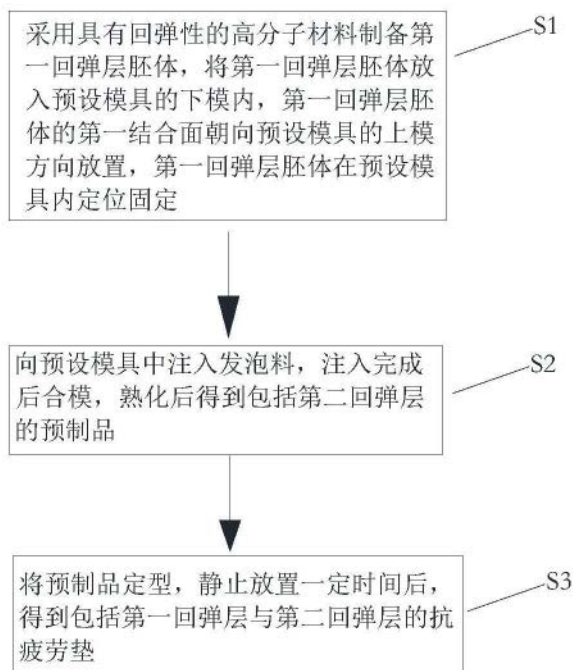 采用具有回弹性的高分子材料制备第
一回弹层胚体，将第一回弹层胚体放
入预设模具的下模内，第一回弹层胚
体的第一结合面朝向预设模具的上模
方向放置，第一回弹层胚体在预设模
具内定位固定
S1
向预设模具中注入发泡料，注入完成
后合模，熟化后得到包括第二回弹层
的预制品
S2
将预制品定型，静止放置一定时间后，
得到包括第一回弹层与第二回弹层的抗
疲劳垫
S3